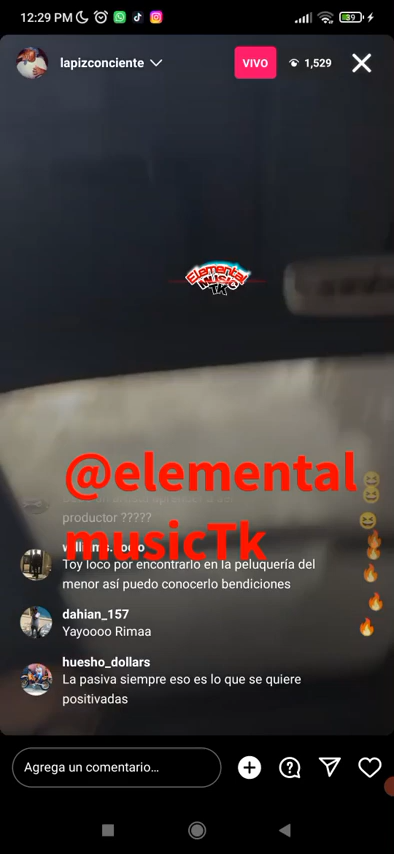 12:29 PM
39
lapizconciente
VIVO
1,529
Elemental
MUSIC
TK
@elemental
musicTk
productor ?????
Toy loco por encontrarlo en la peluquería del
menor así puedo conocerlo bendiciones
dahian_157
Yayoooo Rimaa
huesho_dollars
La pasiva siempre eso es lo que se quiere
positivadas
Agrega un comentario...